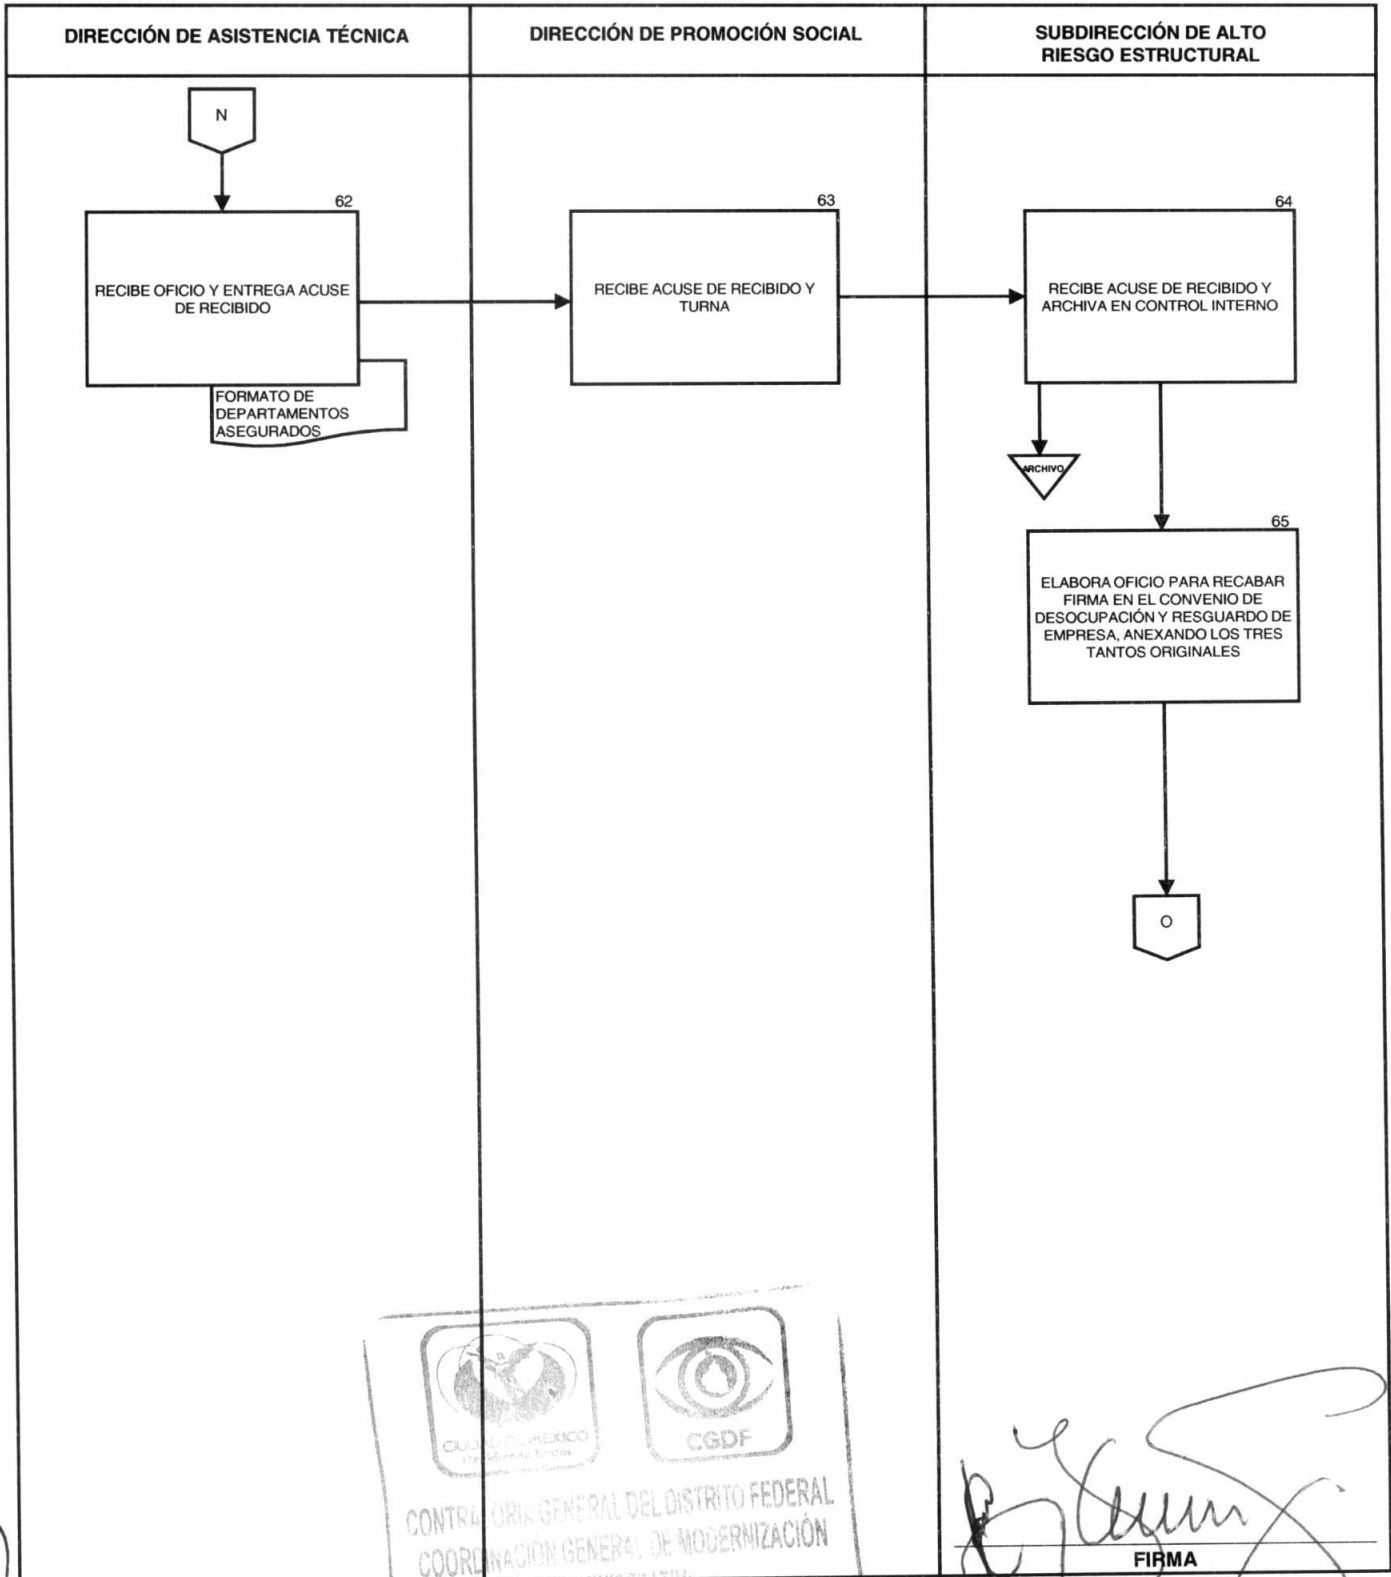 DIRECCIÓN DE ASISTENCIA TÉCNICA
DIRECCIÓN DE PROMOCIÓN SOCIAL
SUBDIRECCIÓN DE ALTO
RIESGO ESTRUCTURAL
N
62
RECIBE OFICIO Y ENTREGA ACUSE
DE RECIBIDO
FORMATO DE
DEPARTAMENTOS
ASEGURADOS
63
RECIBE ACUSE DE RECIBIDO Y
TURNA
64
RECIBE ACUSE DE RECIBIDO Y
ARCHIVA EN CONTROL INTERNO
ARCHIVO
65
ELABORA OFICIO PARA RECABAR
FIRMA EN EL CONVENIO DE
DESOCUPACIÓN Y RESGUARDO DE
EMPRESA, ANEXANDO LOS TRES
TANTOS ORIGINALES
O
CIUDAD DE MÉXICO
CGDF
CONTRALORÍA GENERAL DEL DISTRITO FEDERAL
COORDINACIÓN GENERAL DE MODERNIZACIÓN
FIRMA